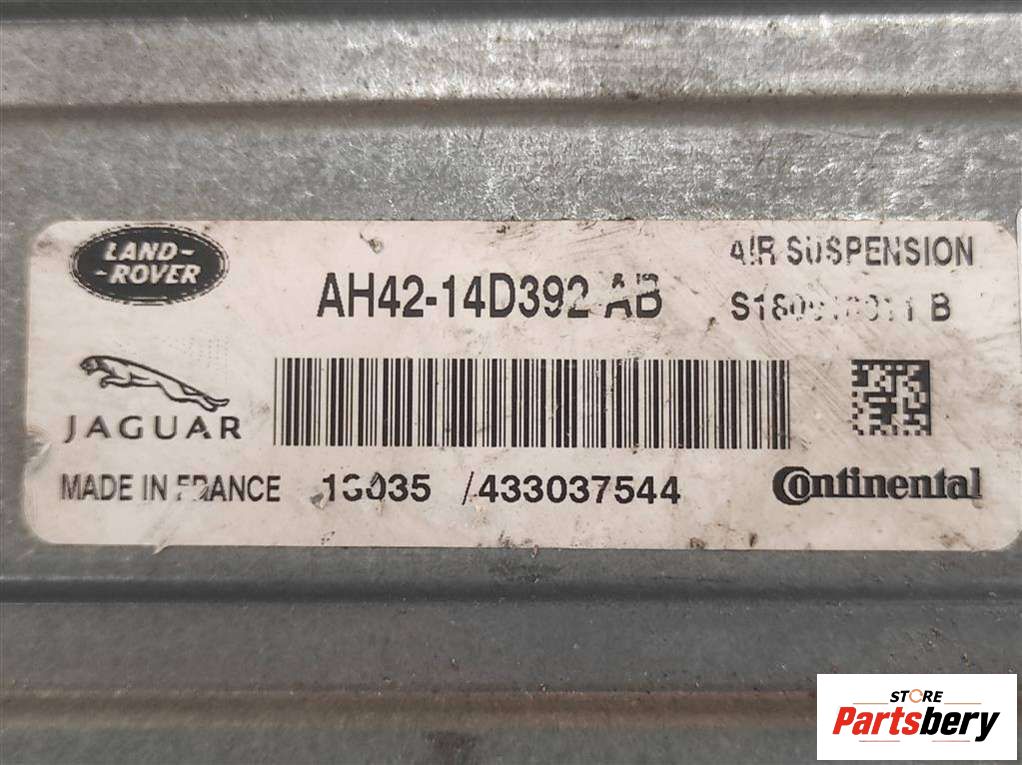 LAND-
-ROVER
AH42-14D392-AB
AIR SUSPENSION
JAGUAR
MADE IN FRANCE /433037544
Continental
STORE
Partsbery